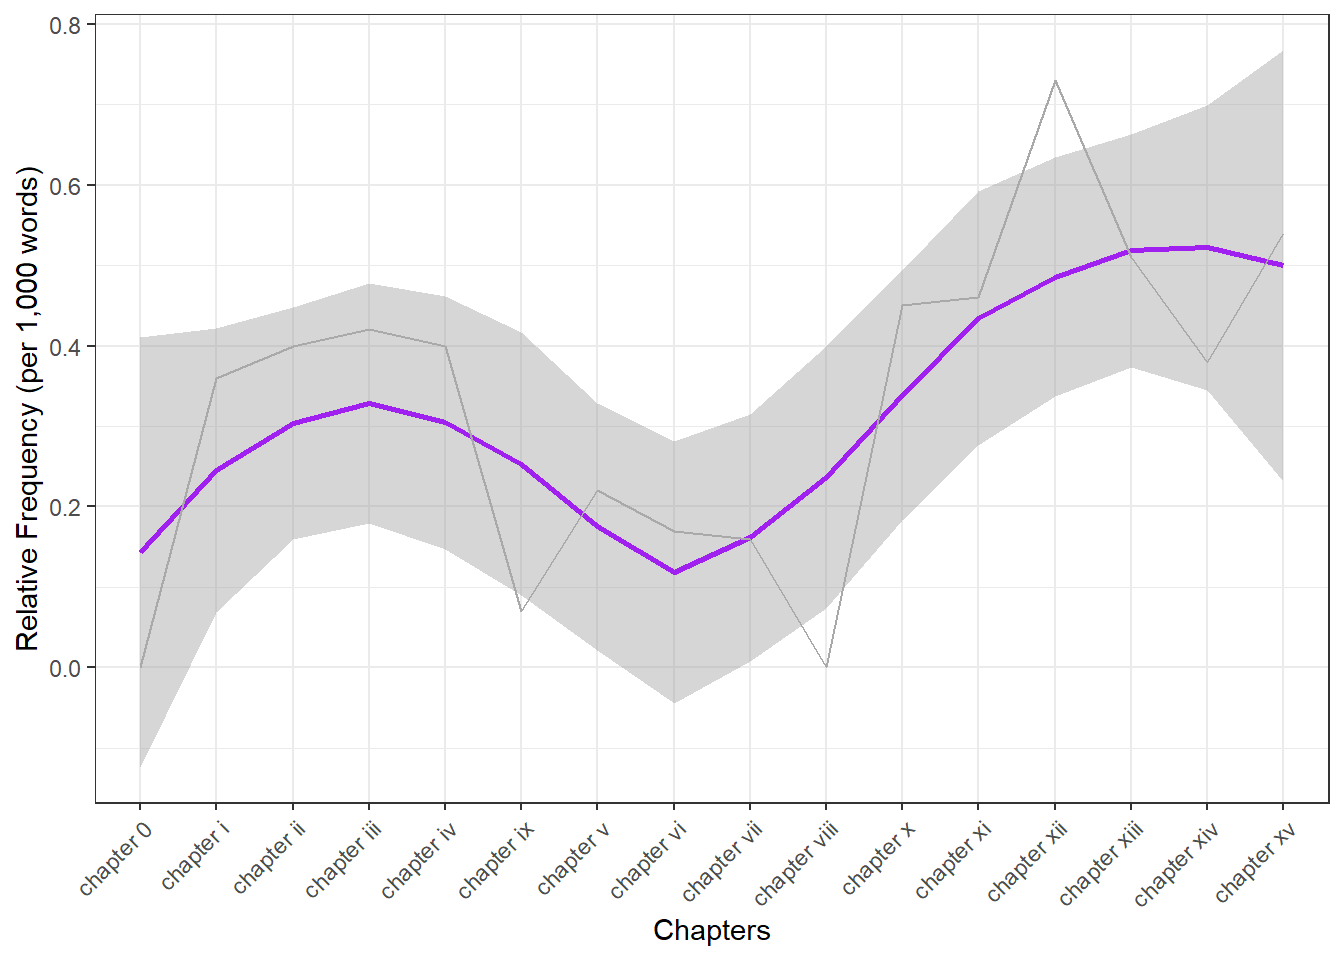 0.8
0.6
0.4
0.2
0.0
Relative Frequency (per 1,000 words)
chapter 0
chapter i
chapter ii
chapter iii
chapter iv
chapter ix
chapter v
chapter vi
chapter vii
chapter viii
chapter x
chapter xi
chapter xii
chapter xiii
chapter xiv
chapter xv
Chapters